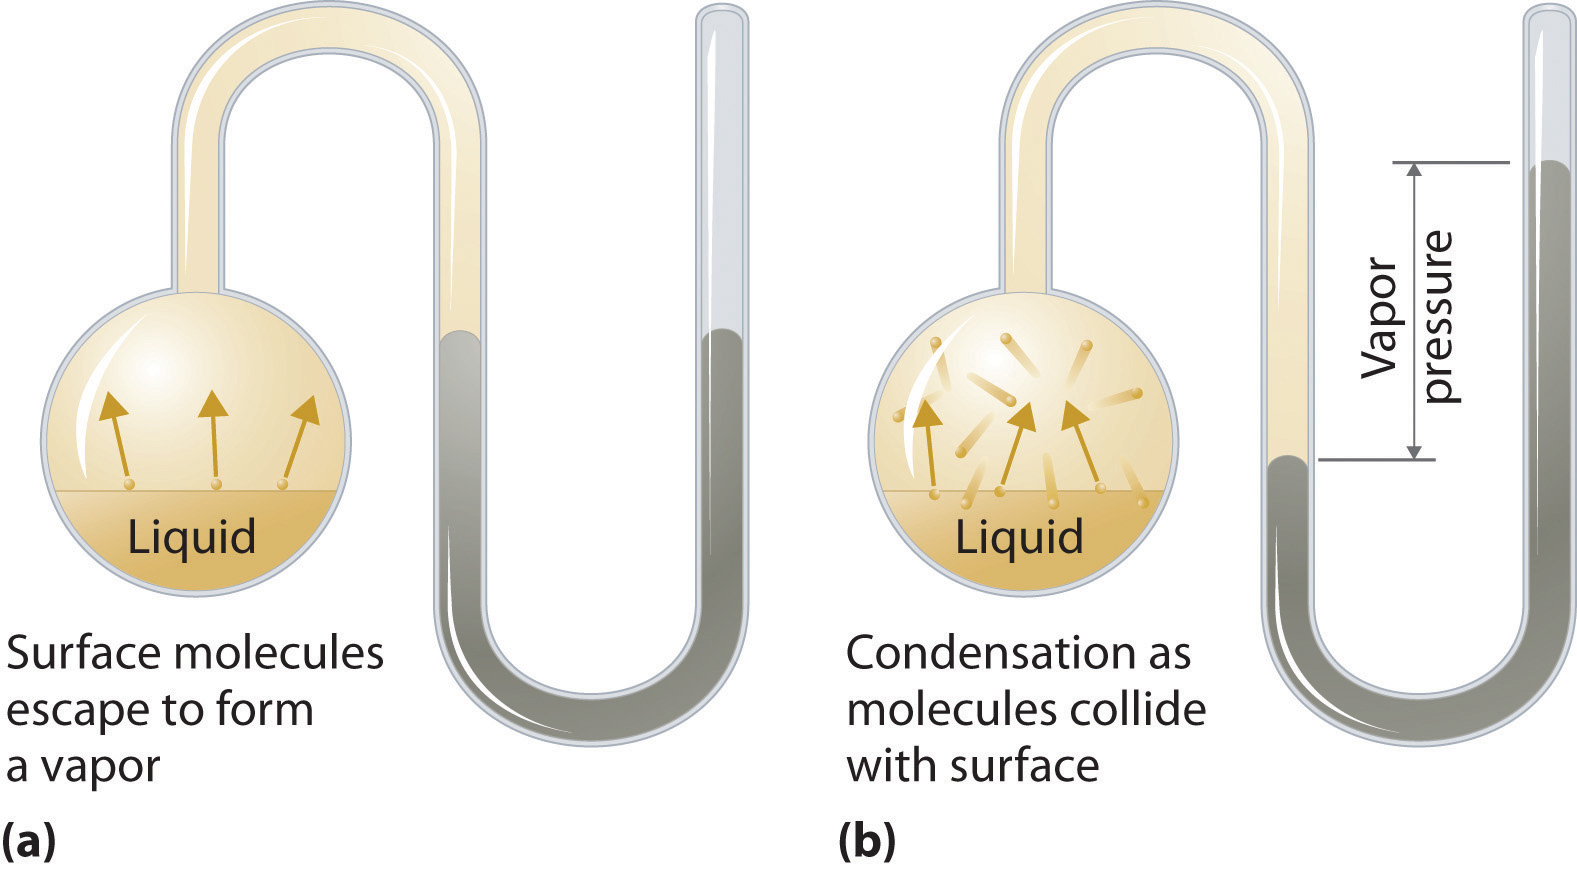 Liquid
Surface molecules
escape to form
a vapor
(a)
Vapor
pressure
Liquid
Condensation as
molecules collide
with surface
(b)